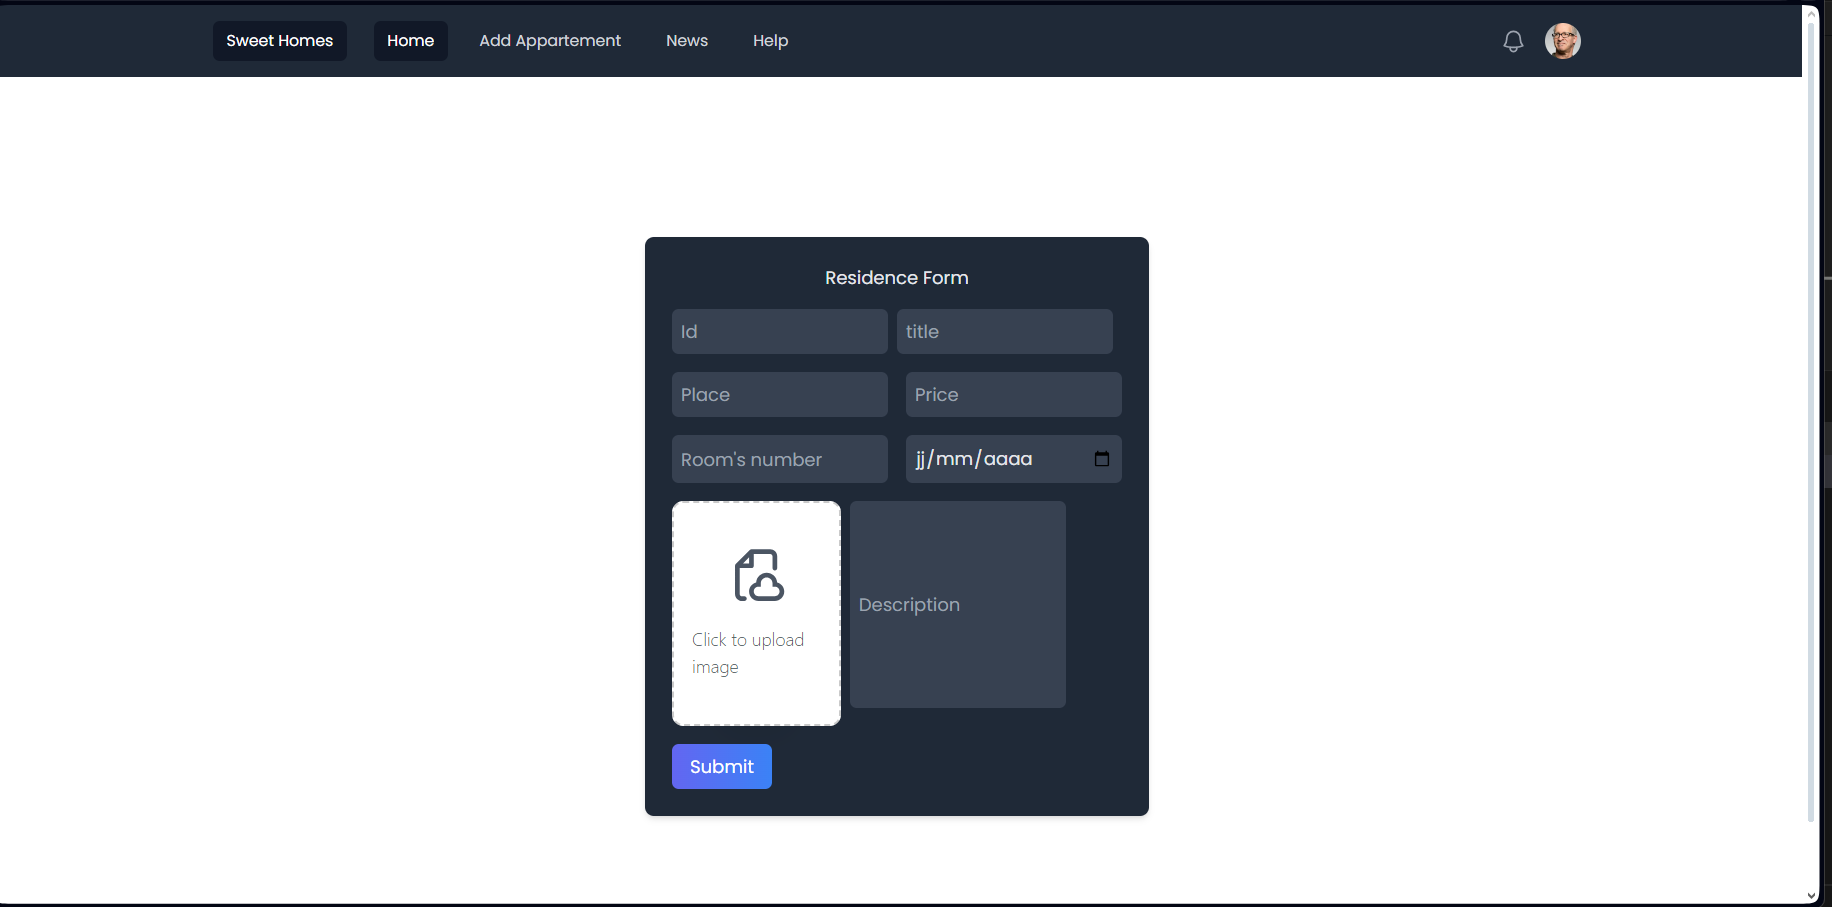 Sweet Homes Home Add Appartement News Help
Residence Form
Id title
Place Price
Room's number jj/mm/aaaa
Click to upload
image
Description
Submit